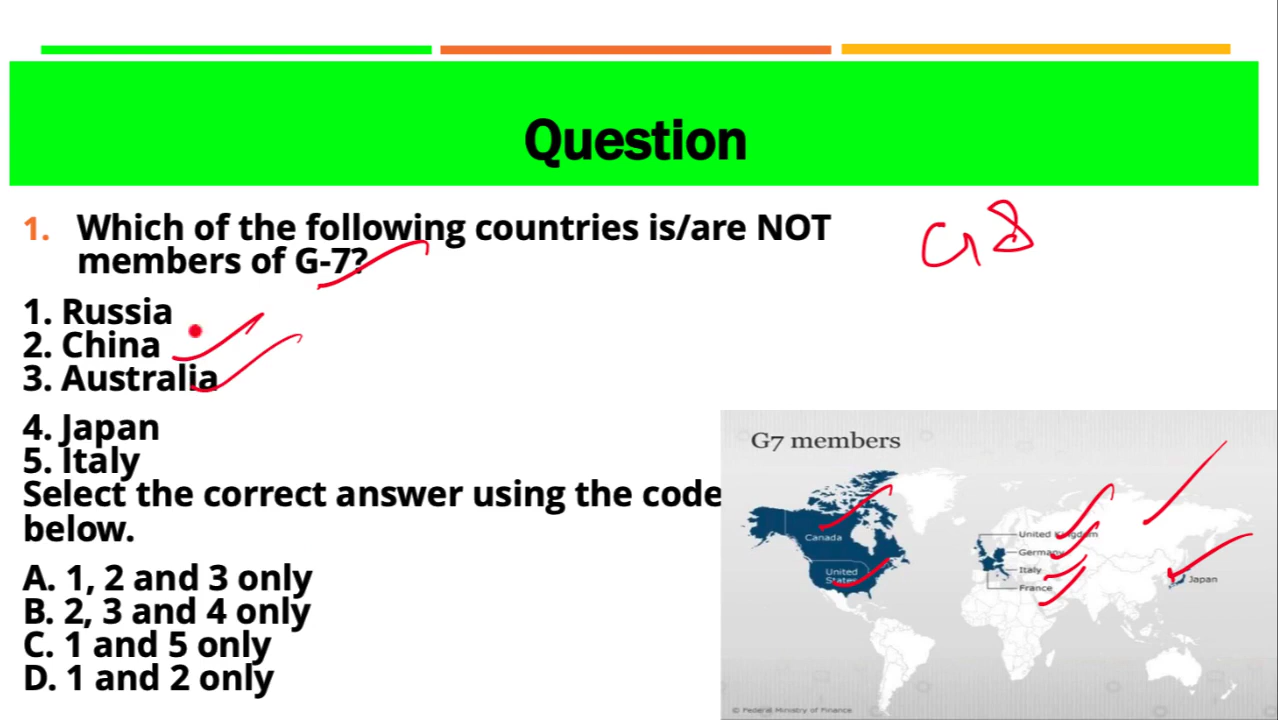 Question
1. Which of the following countries is/are NOT
members of G-7?
G8
1. Russia
2. China
3. Australia
4. Japan
5. Italy
Select the correct answer using the code
below.
A. 1, 2 and 3 only
B. 2, 3 and 4 only
C. 1 and 5 only
D. 1 and 2 only
G7 members
Canada
United
States
United Kingdom
Germany
Italy
France
Japan
© Federal Ministry of Finance